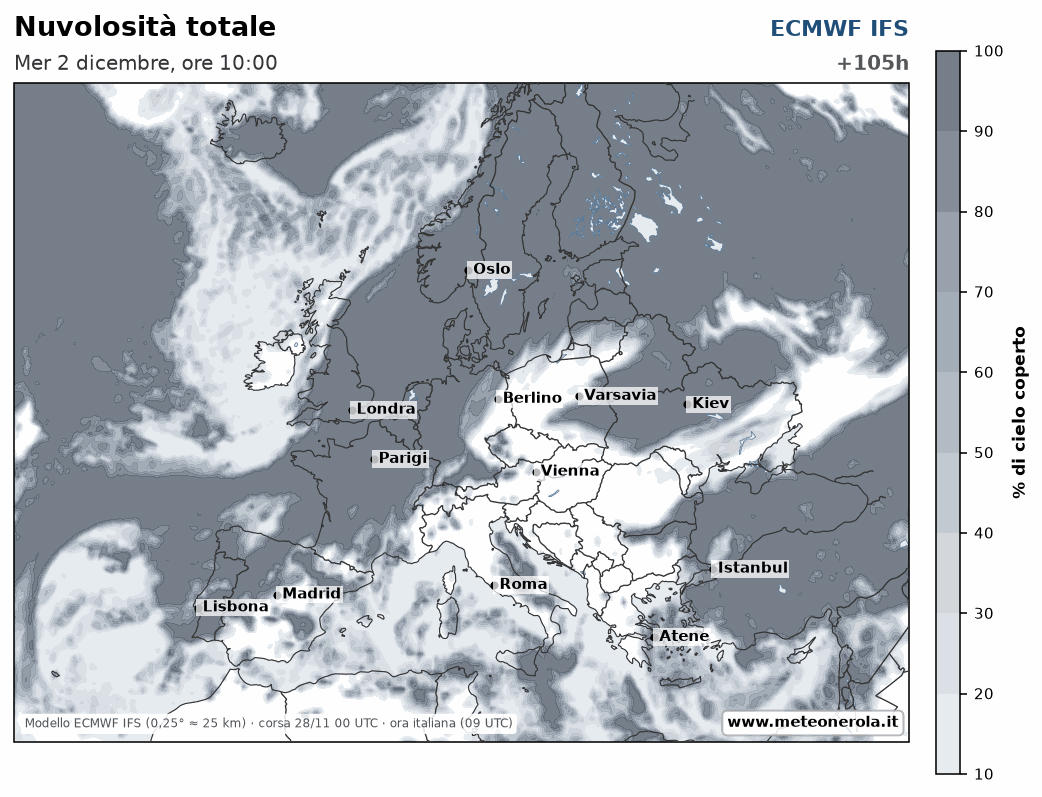 Nuvolosità totale
ECMWF IFS
Mer 2 dicembre, ore 10:00
+105h
100
90
80
70
60
50
40
30
20
10
% di cielo coperto
Oslo
Londra
Berlino
Varsavia
Kiev
Parigi
Vienna
Istanbul
Roma
Madrid
Lisbona
Atene
Modello ECMWF IFS (0,25° ≈ 25 km) · corsa 28/11 00 UTC · ora italiana (09 UTC)
www.meteonerola.it